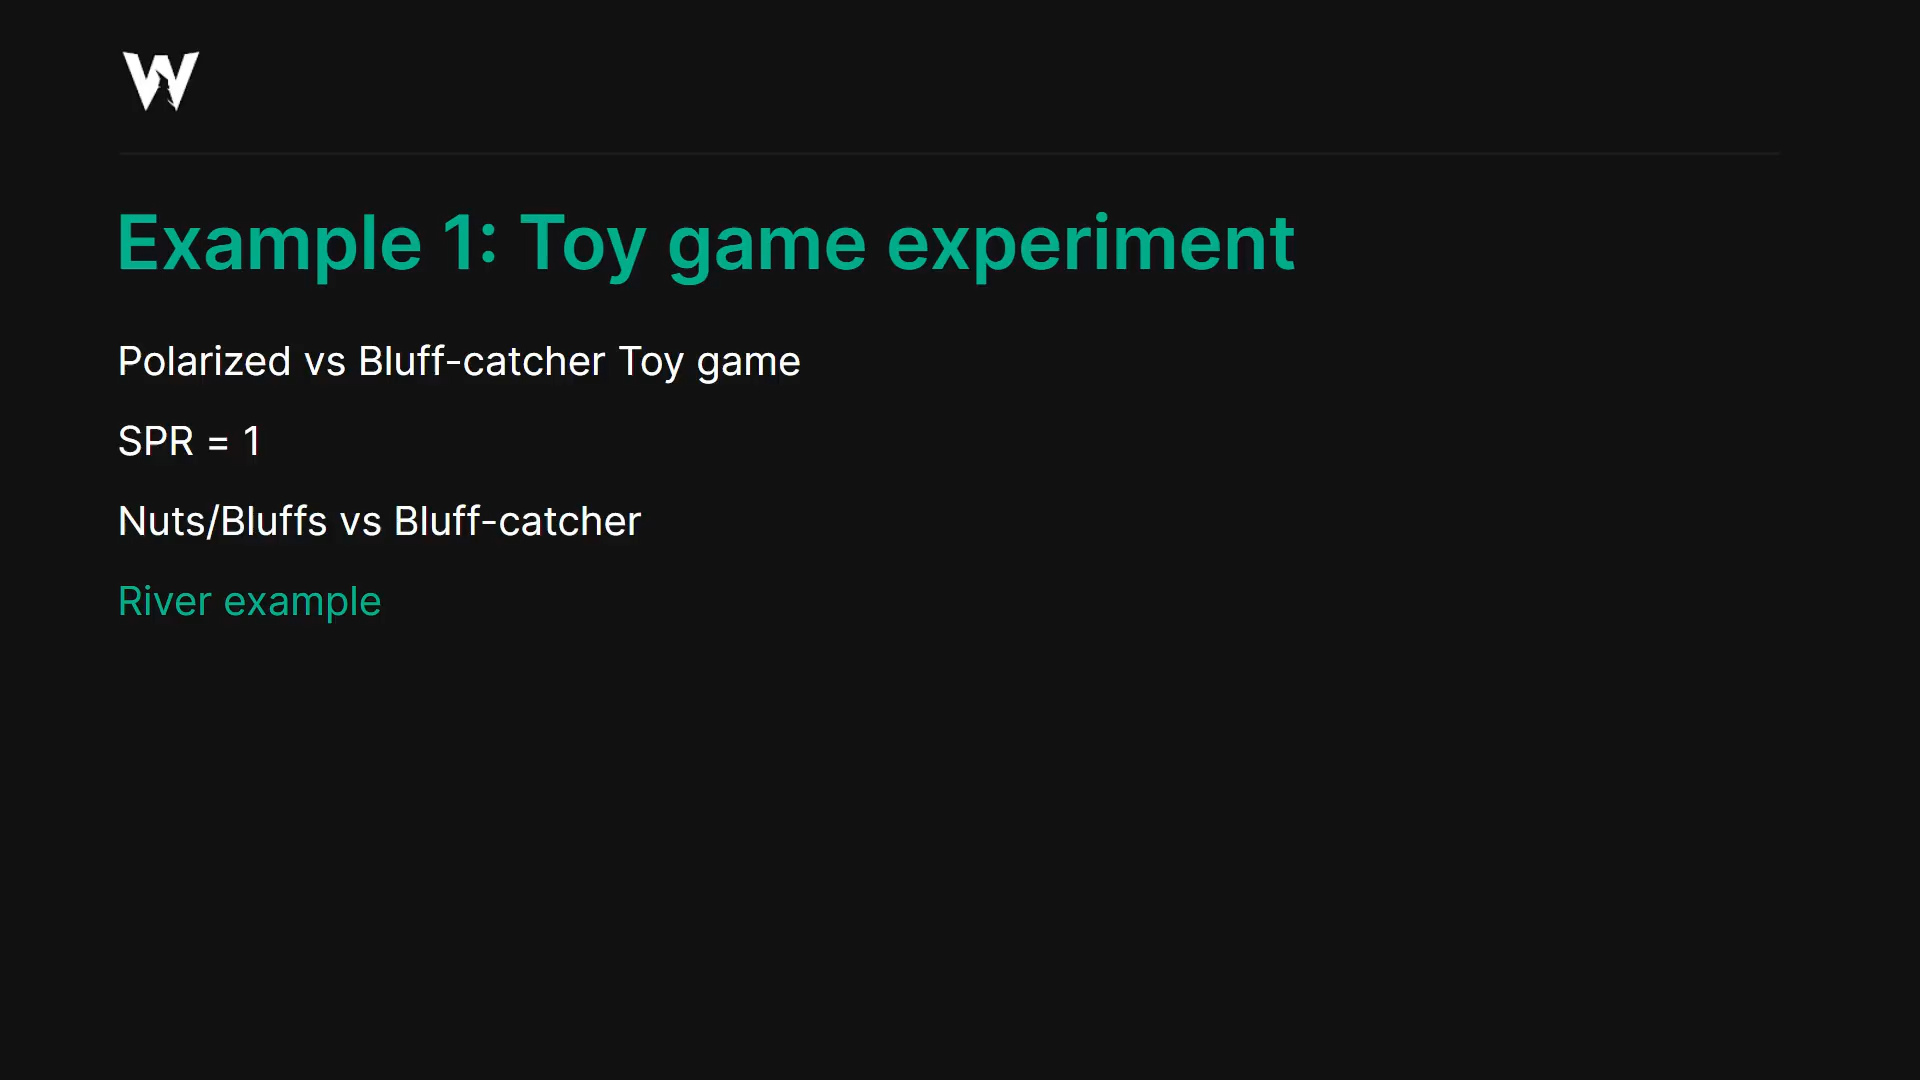 W
Example 1: Toy game experiment
Polarized vs Bluff-catcher Toy game
SPR = 1
Nuts/Bluffs vs Bluff-catcher
River example